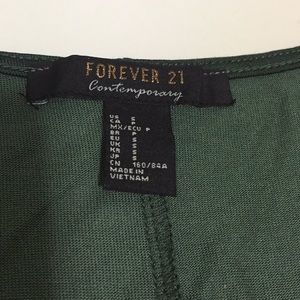 FOREVER 21
Contemporary
US S
CA P
MX/ECU P
BR P
EU S
UK S
KR S
JP S
CN 160/84A
MADE IN
VIETNAM